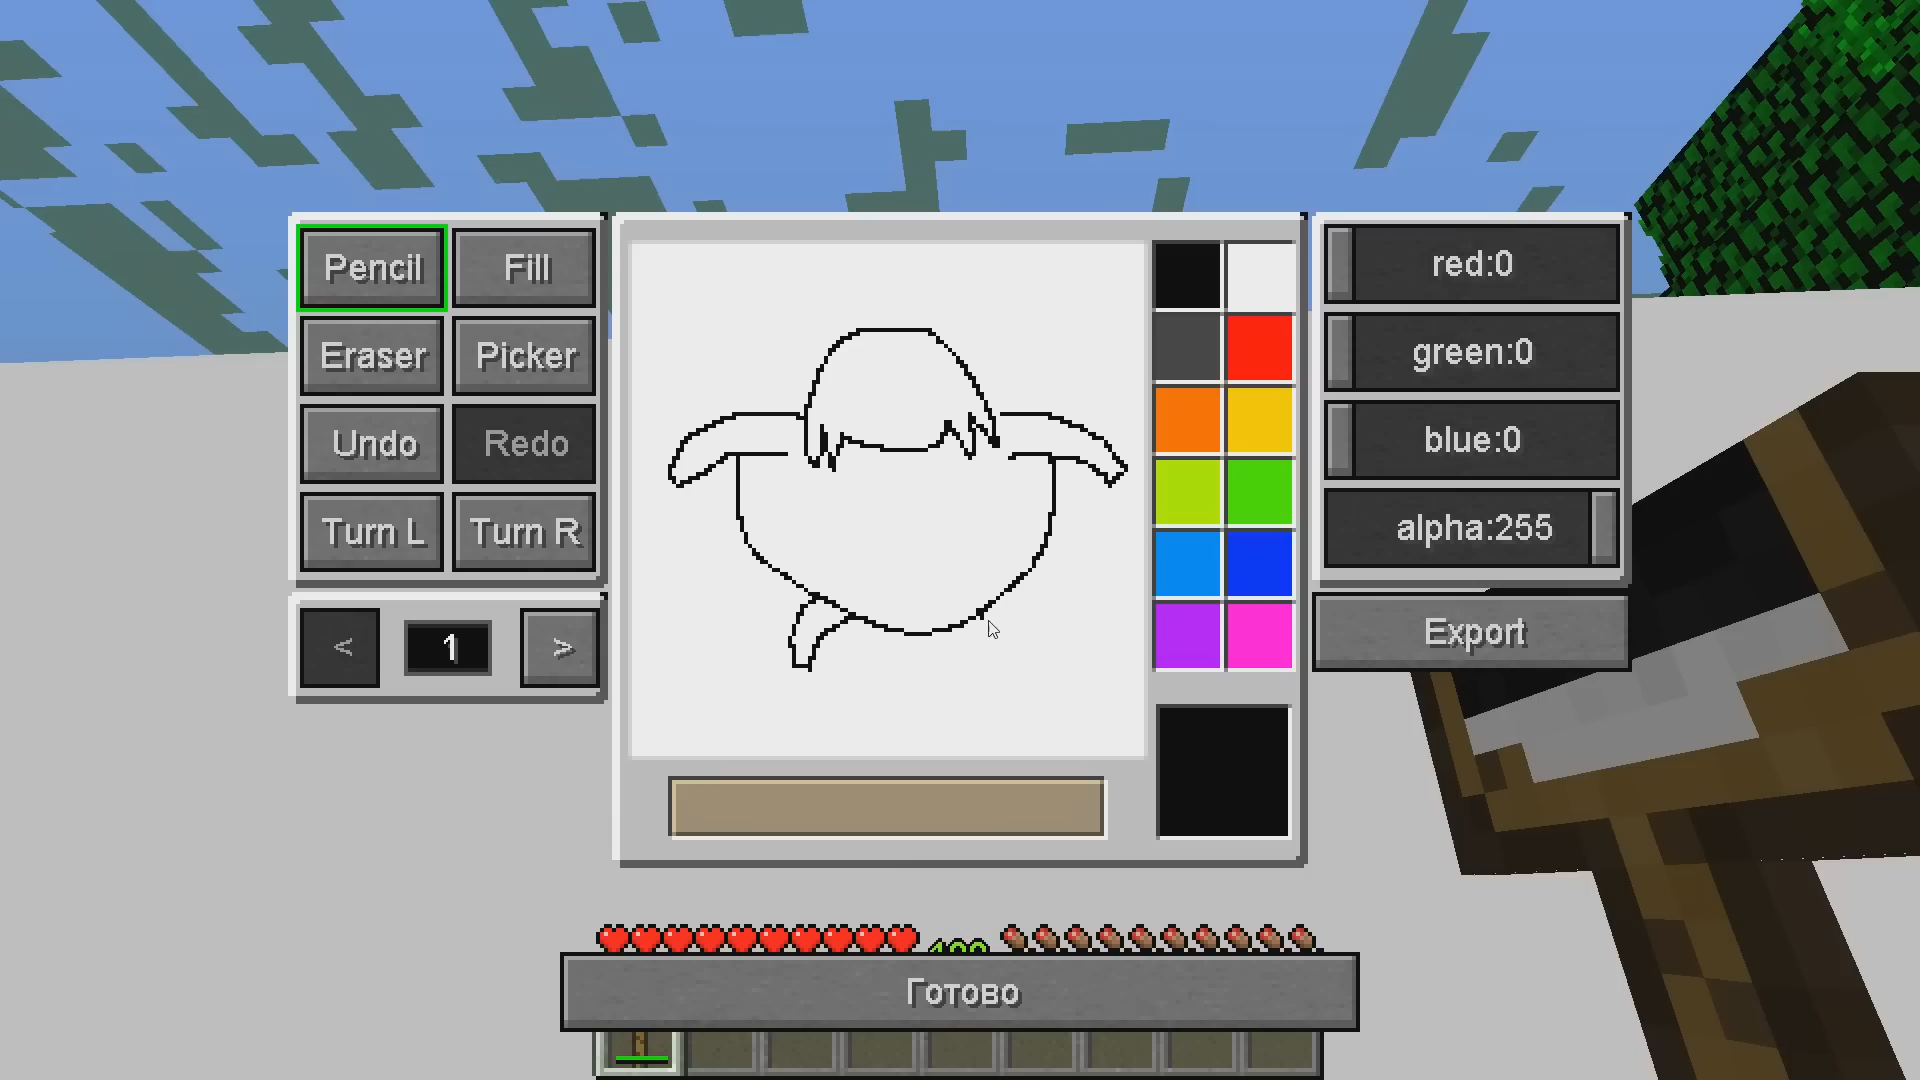 Pencil
Fill
Eraser
Picker
Undo
Redo
Turn L
Turn R
<
1
>
red:0
green:0
blue:0
alpha:255
Export
Готово